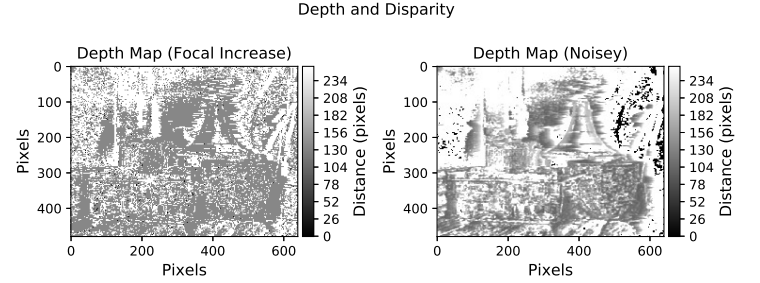 Depth and Disparity
Depth Map (Focal Increase)
0
100
200
300
400
Pixels
0 200 400 600
Pixels
234
208
182
156
130
104
78
52
26
0
Distance (pixels)
Depth Map (Noisey)
0
100
200
300
400
Pixels
0 200 400 600
Pixels
234
208
182
156
130
104
78
52
26
0
Distance (pixels)